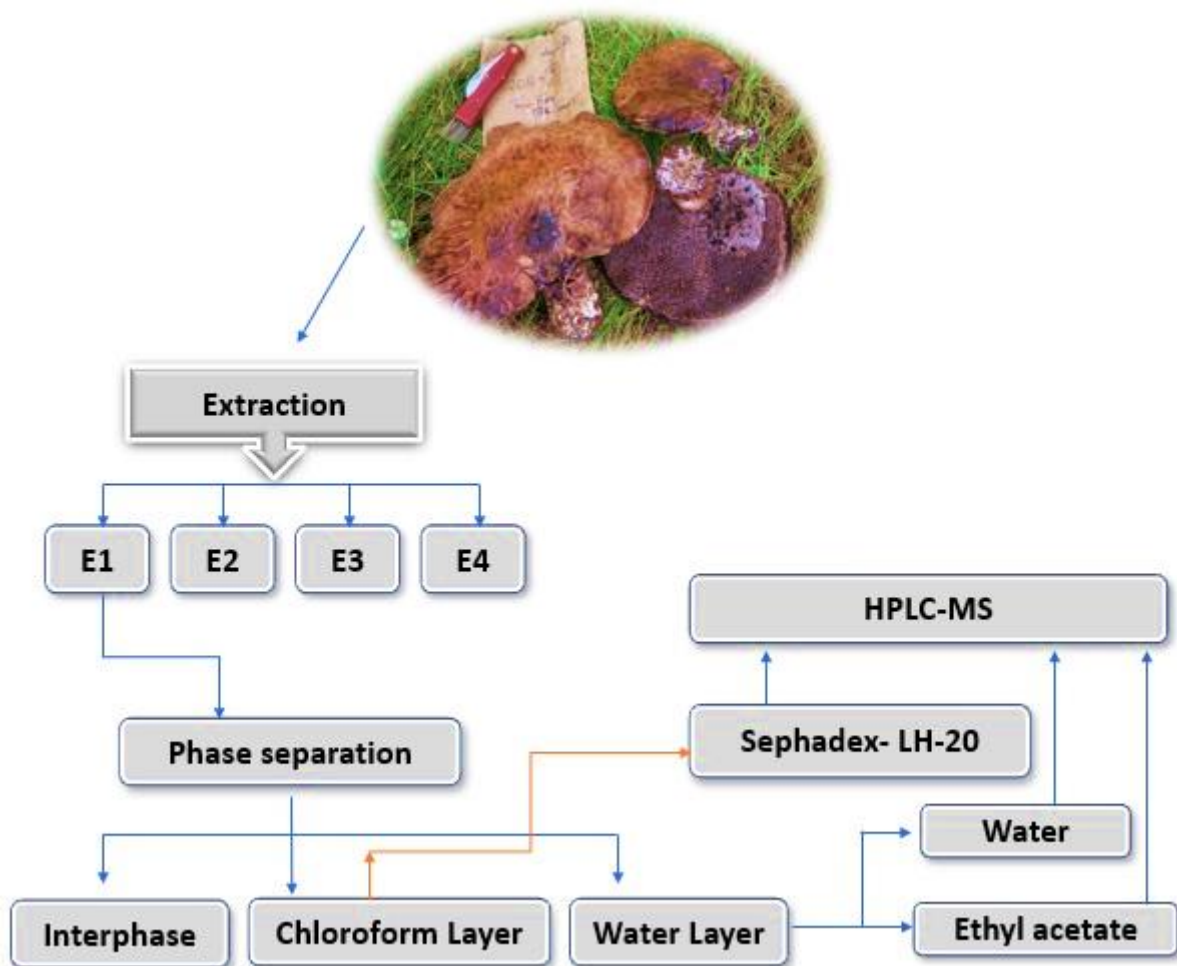 Extraction
E1
E2
E3
E4
HPLC-MS
Phase separation
Sephadex- LH-20
Water
Interphase
Chloroform Layer
Water Layer
Ethyl acetate